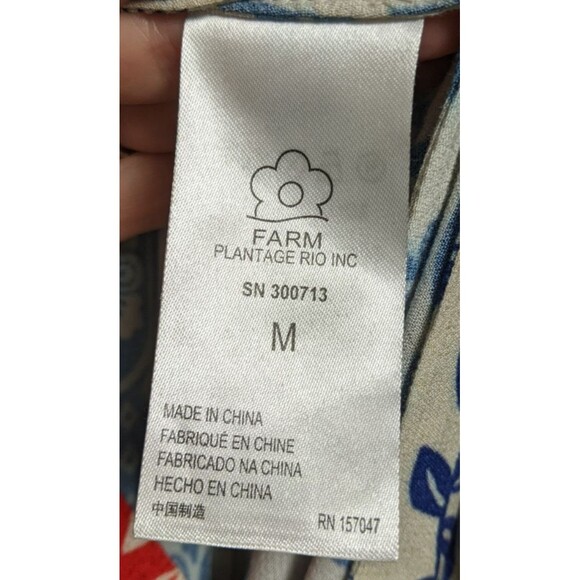 FARM
PLANTAGE RIO INC
SN 300713
M
MADE IN CHINA
FABRIQUÉ EN CHINE
FABRICADO NA CHINA
HECHO EN CHINA
中国制造
RN 157047